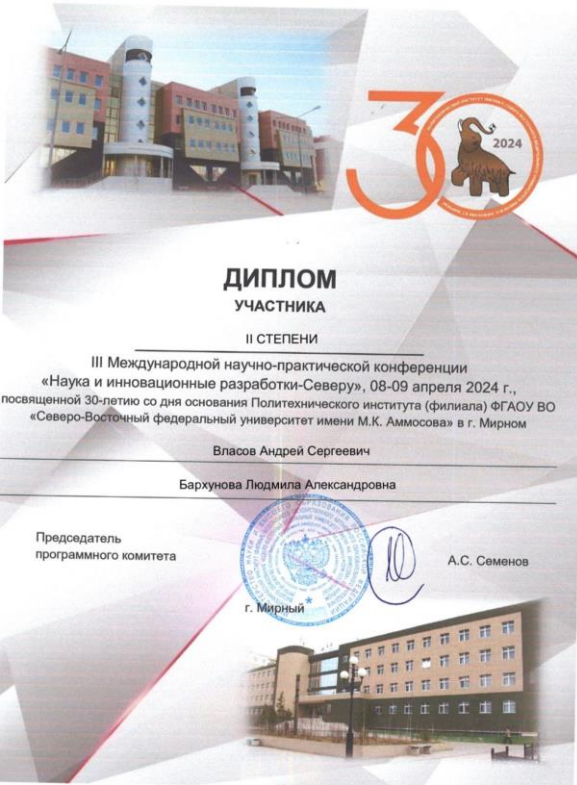 30
2024
ДИПЛОМ
УЧАСТНИКА
II СТЕПЕНИ
III Международной научно-практической конференции
«Наука и инновационные разработки-Северу», 08-09 апреля 2024 г.,
посвященной 30-летию со дня основания Политехнического института (филиала) ФГАОУ ВО
«Северо-Восточный федеральный университет имени М.К. Аммосова» в г. Мирном
Власов Андрей Сергеевич
Бархунова Людмила Александровна
Председатель
программного комитета
А.С. Семенов
г. Мирный